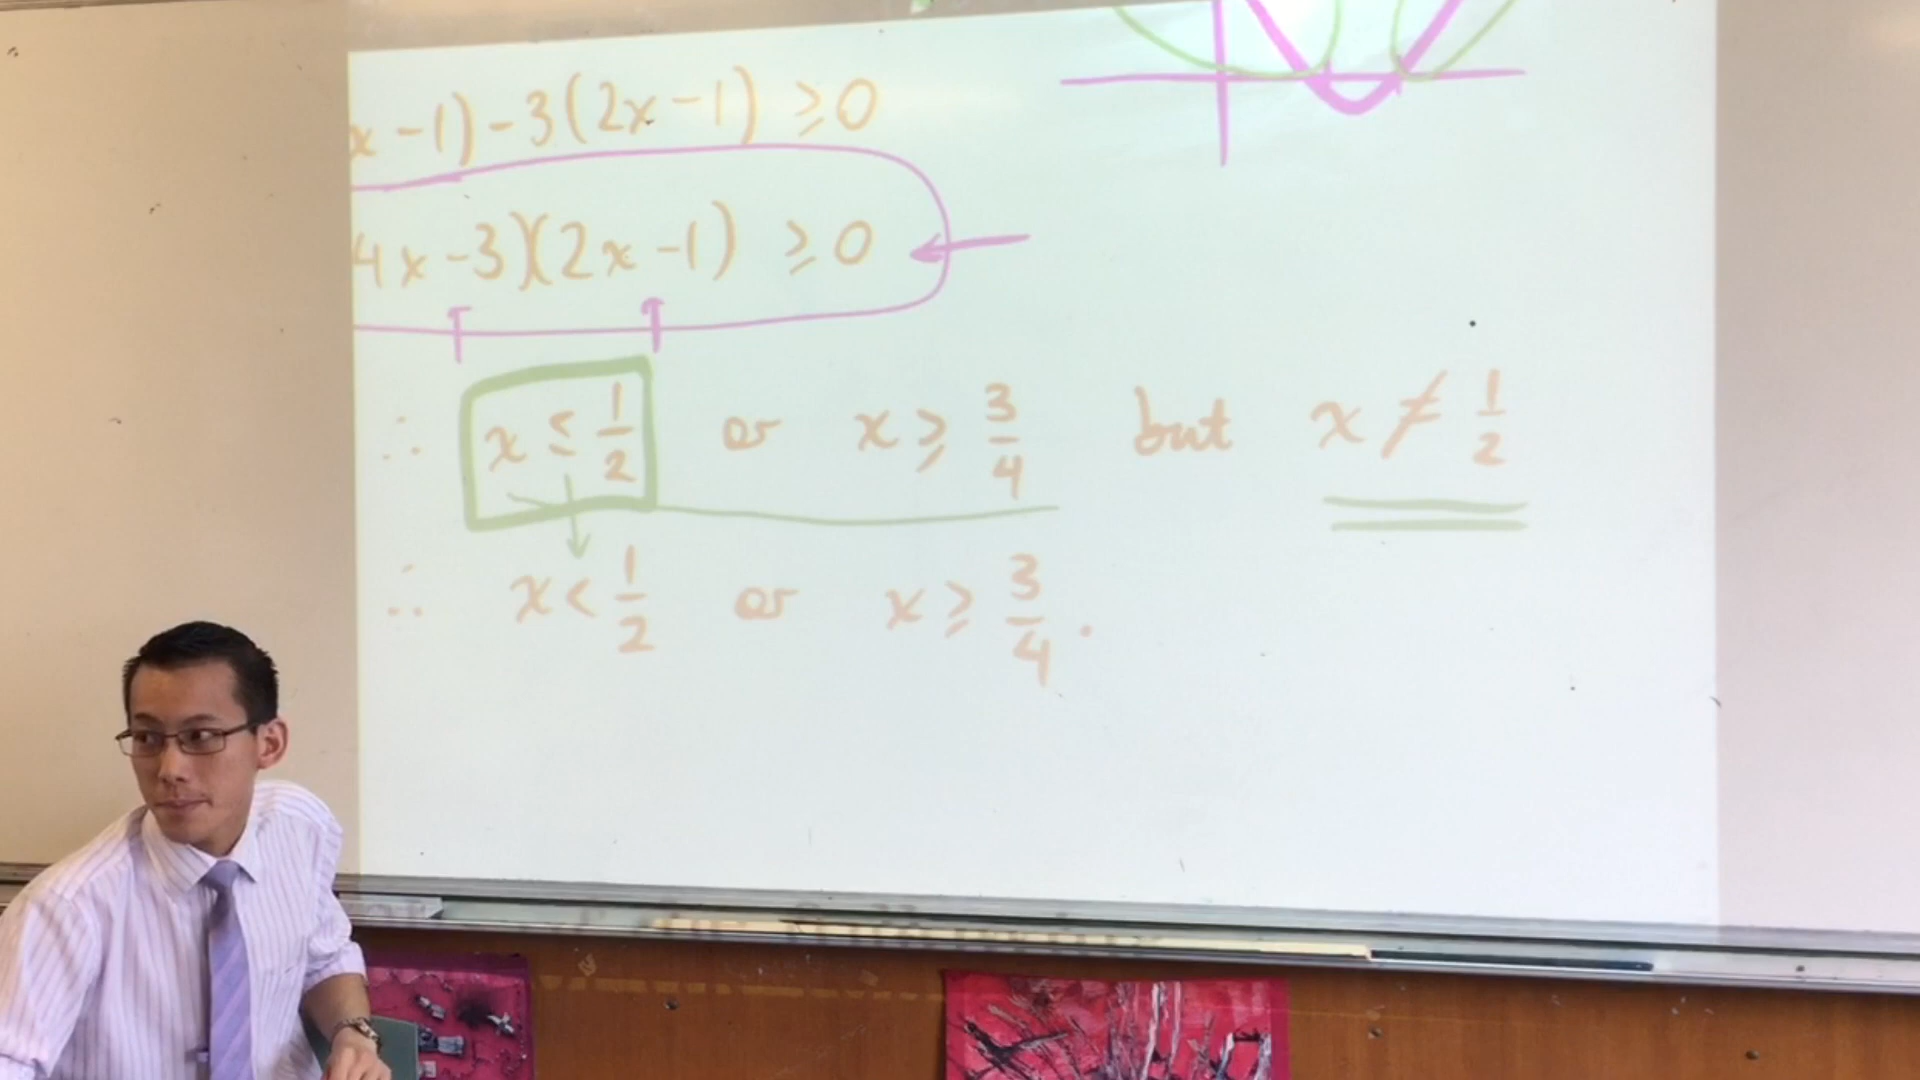 x - 1) - 3(2x - 1) ≥ 0
4x - 3)(2x - 1) ≥ 0
∴ x ≤ 1/2 or x ≥ 3/4 but x ≠ 1/2
∴ x < 1/2 or x ≥ 3/4.